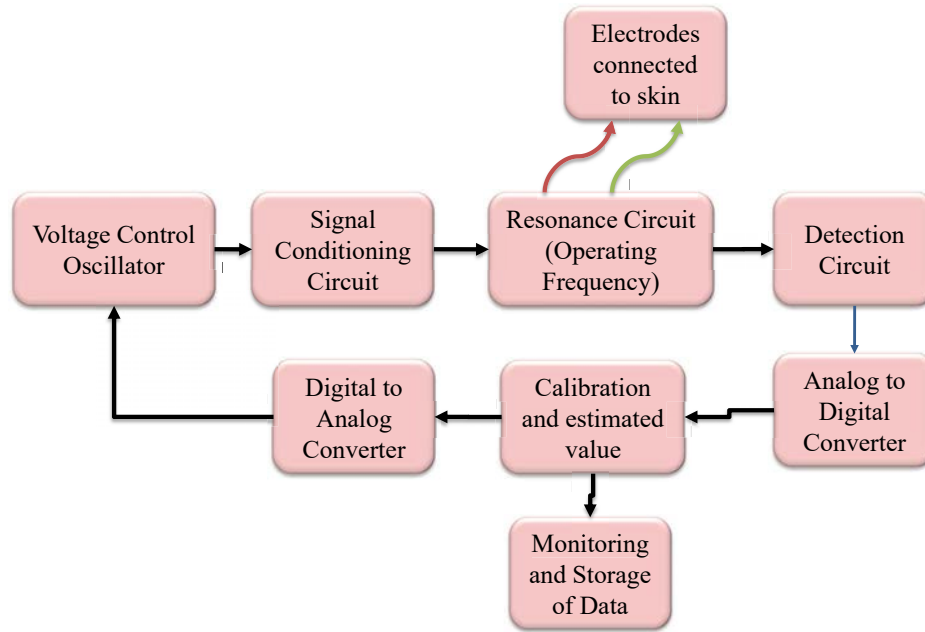 Electrodes
connected
to skin
Voltage Control
Oscillator
Signal
Conditioning
Circuit
Resonance Circuit
(Operating
Frequency)
Detection
Circuit
Digital to
Analog
Converter
Calibration
and estimated
value
Analog to
Digital
Converter
Monitoring
and Storage
of Data